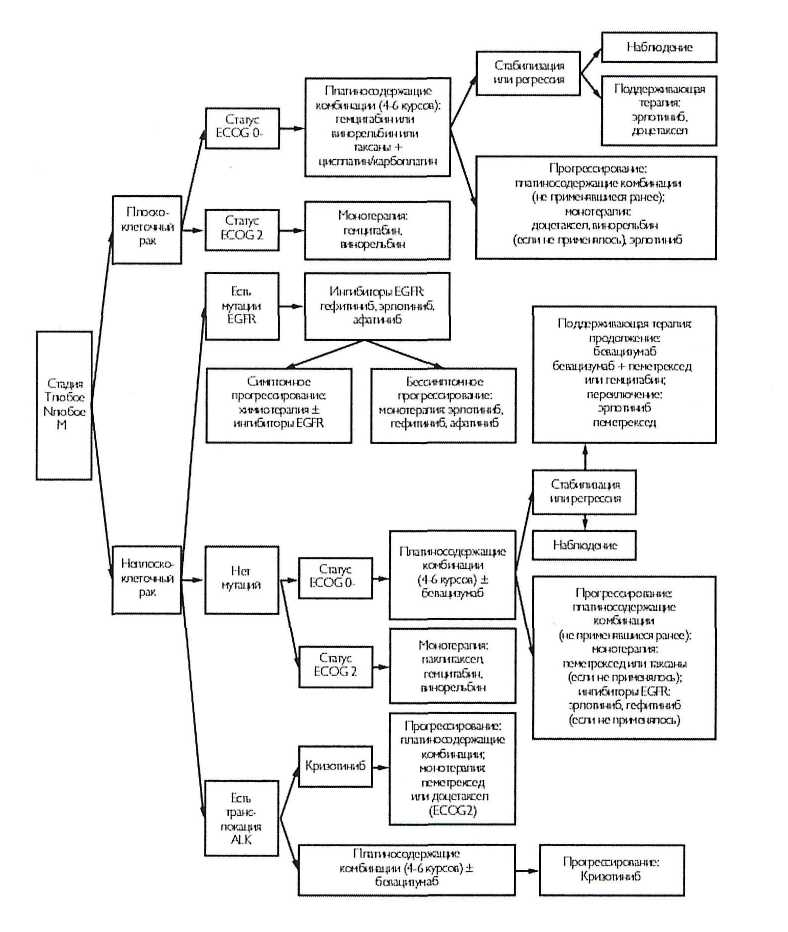 Стадия
Тлюбое
Nлюбое
М
Плоско-
клеточный
рак
Статус
ECOG 0-
Платиносодержащие
комбинации (4-6 курсов):
гемцитабин или
винорельбин или
таксаны +
цисплатин/карбоплатин
Стабилизация
или регрессия
Наблюдение
Поддерживающая
терапия:
эрлотиниб,
доцетаксел
Прогрессирование:
платиносодержащие комбинации
(не применявшиеся ранее);
монотерапия:
доцетаксел, винорельбин
(если не применялось), эрлотиниб
Статус
ECOG 2
Монотерапия:
гемцитабин,
винорельбин
Неплоско-
клеточный
рак
Есть
мутации
EGFR
Ингибиторы EGFR:
гефитиниб, эрлотиниб,
афатиниб
Симптомное
прогрессирование:
химиотерапия ±
ингибиторы EGFR
Бессимптомное
прогрессирование:
монотерапия: эрлотиниб,
гефитиниб, афатиниб
Нет
мутаций
Статус
ECOG 0-
Платиносодержащие
комбинации
(4-6 курсов) ±
бевацизумаб
Поддерживающая терапия:
продолжение:
бевацизумаб
бевацизумаб + пеметрексед
или гемцитабин;
переключение:
эрлотиниб
пеметрексед
Стабилизация
или регрессия
Наблюдение
Прогрессирование:
платиносодержащие
комбинации
(не применявшиеся ранее):
монотерапия:
пеметрексед или таксаны
(если не применялось);
ингибиторы EGFR:
эрлотиниб, гефитиниб
(если не применялось)
Статус
ECOG 2
Монотерапия:
паклитаксел,
гемцитабин,
винорельбин
Есть
транс-
локация
ALK
Кризотиниб
Прогрессирование:
платиносодержащие
комбинации;
монотерапия:
пеметрексед
или доцетаксел
(ECOG2)
Платиносодержащие
комбинации (4-6 курсов) ±
бевацизумаб
Прогрессирование:
Кризотиниб